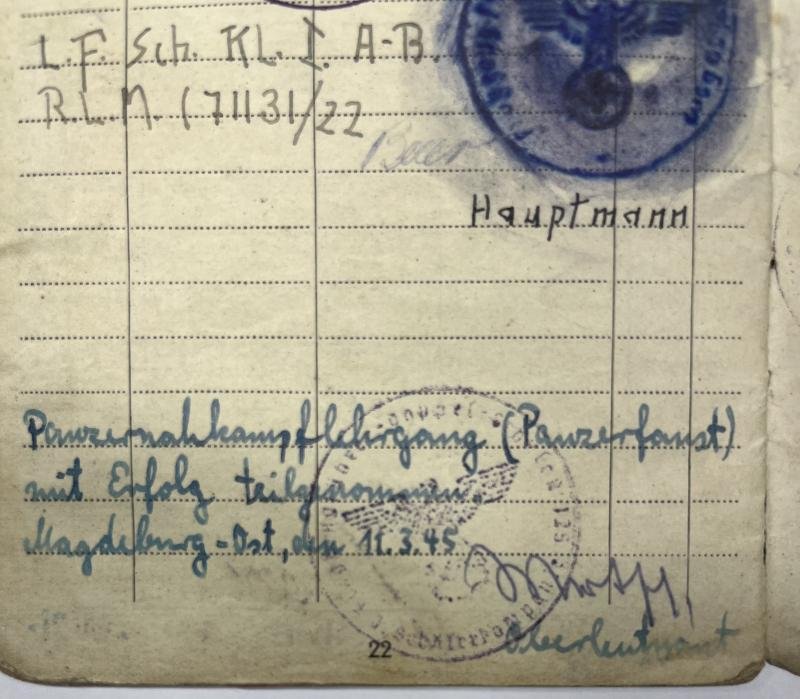 L.F. Sch. Kl. I. A-B.
R.L.M. (71131/22
Hauptmann
Panzernahkampflehrgang (Panzerfaust)
mit Erfolg teilgenommen.
Magdeburg-Ost, den 11.3.45
Oberleutnant
22